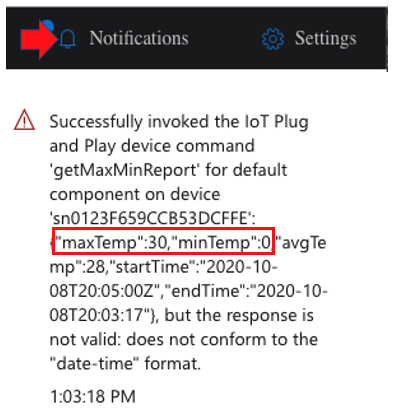 Notifications Settings
Successfully invoked the IoT Plug
and Play device command
'getMaxMinReport' for default
component on device
'sn0123F659CCB53DCFFE':
{"maxTemp":30,"minTemp":0,"avgTe
mp":28,"startTime":"2020-10-
08T20:05:00Z","endTime":"2020-10-
08T20:03:17"}, but the response is
not valid: does not conform to the
"date-time" format.
1:03:18 PM